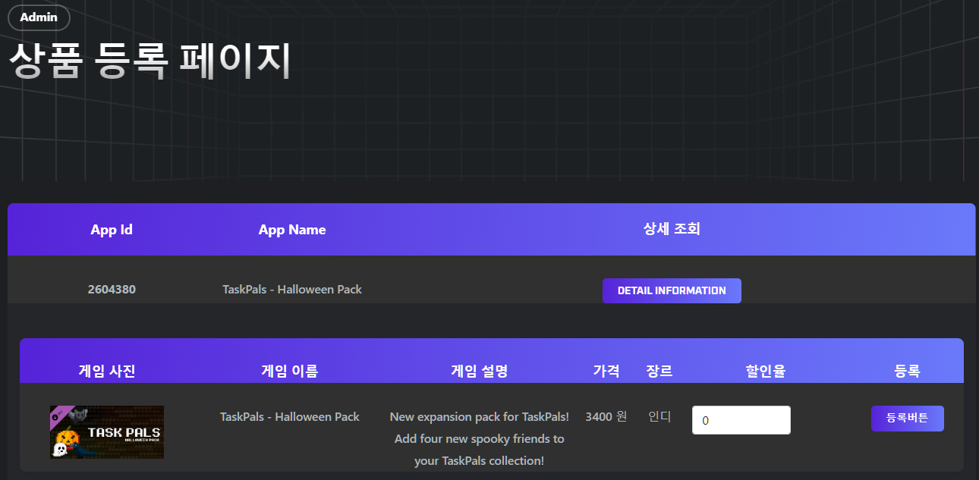 Admin
상품 등록 페이지
App Id App Name 상세 조회
2604380 TaskPals - Halloween Pack DETAIL INFORMATION
게임 사진 게임 이름 게임 설명 가격 장르 할인율 등록
TASK PALS
HALLOWEEN PACK
TaskPals - Halloween Pack New expansion pack for TaskPals! 3400 원 인디 0 등록버튼
Add four new spooky friends to
your TaskPals collection!